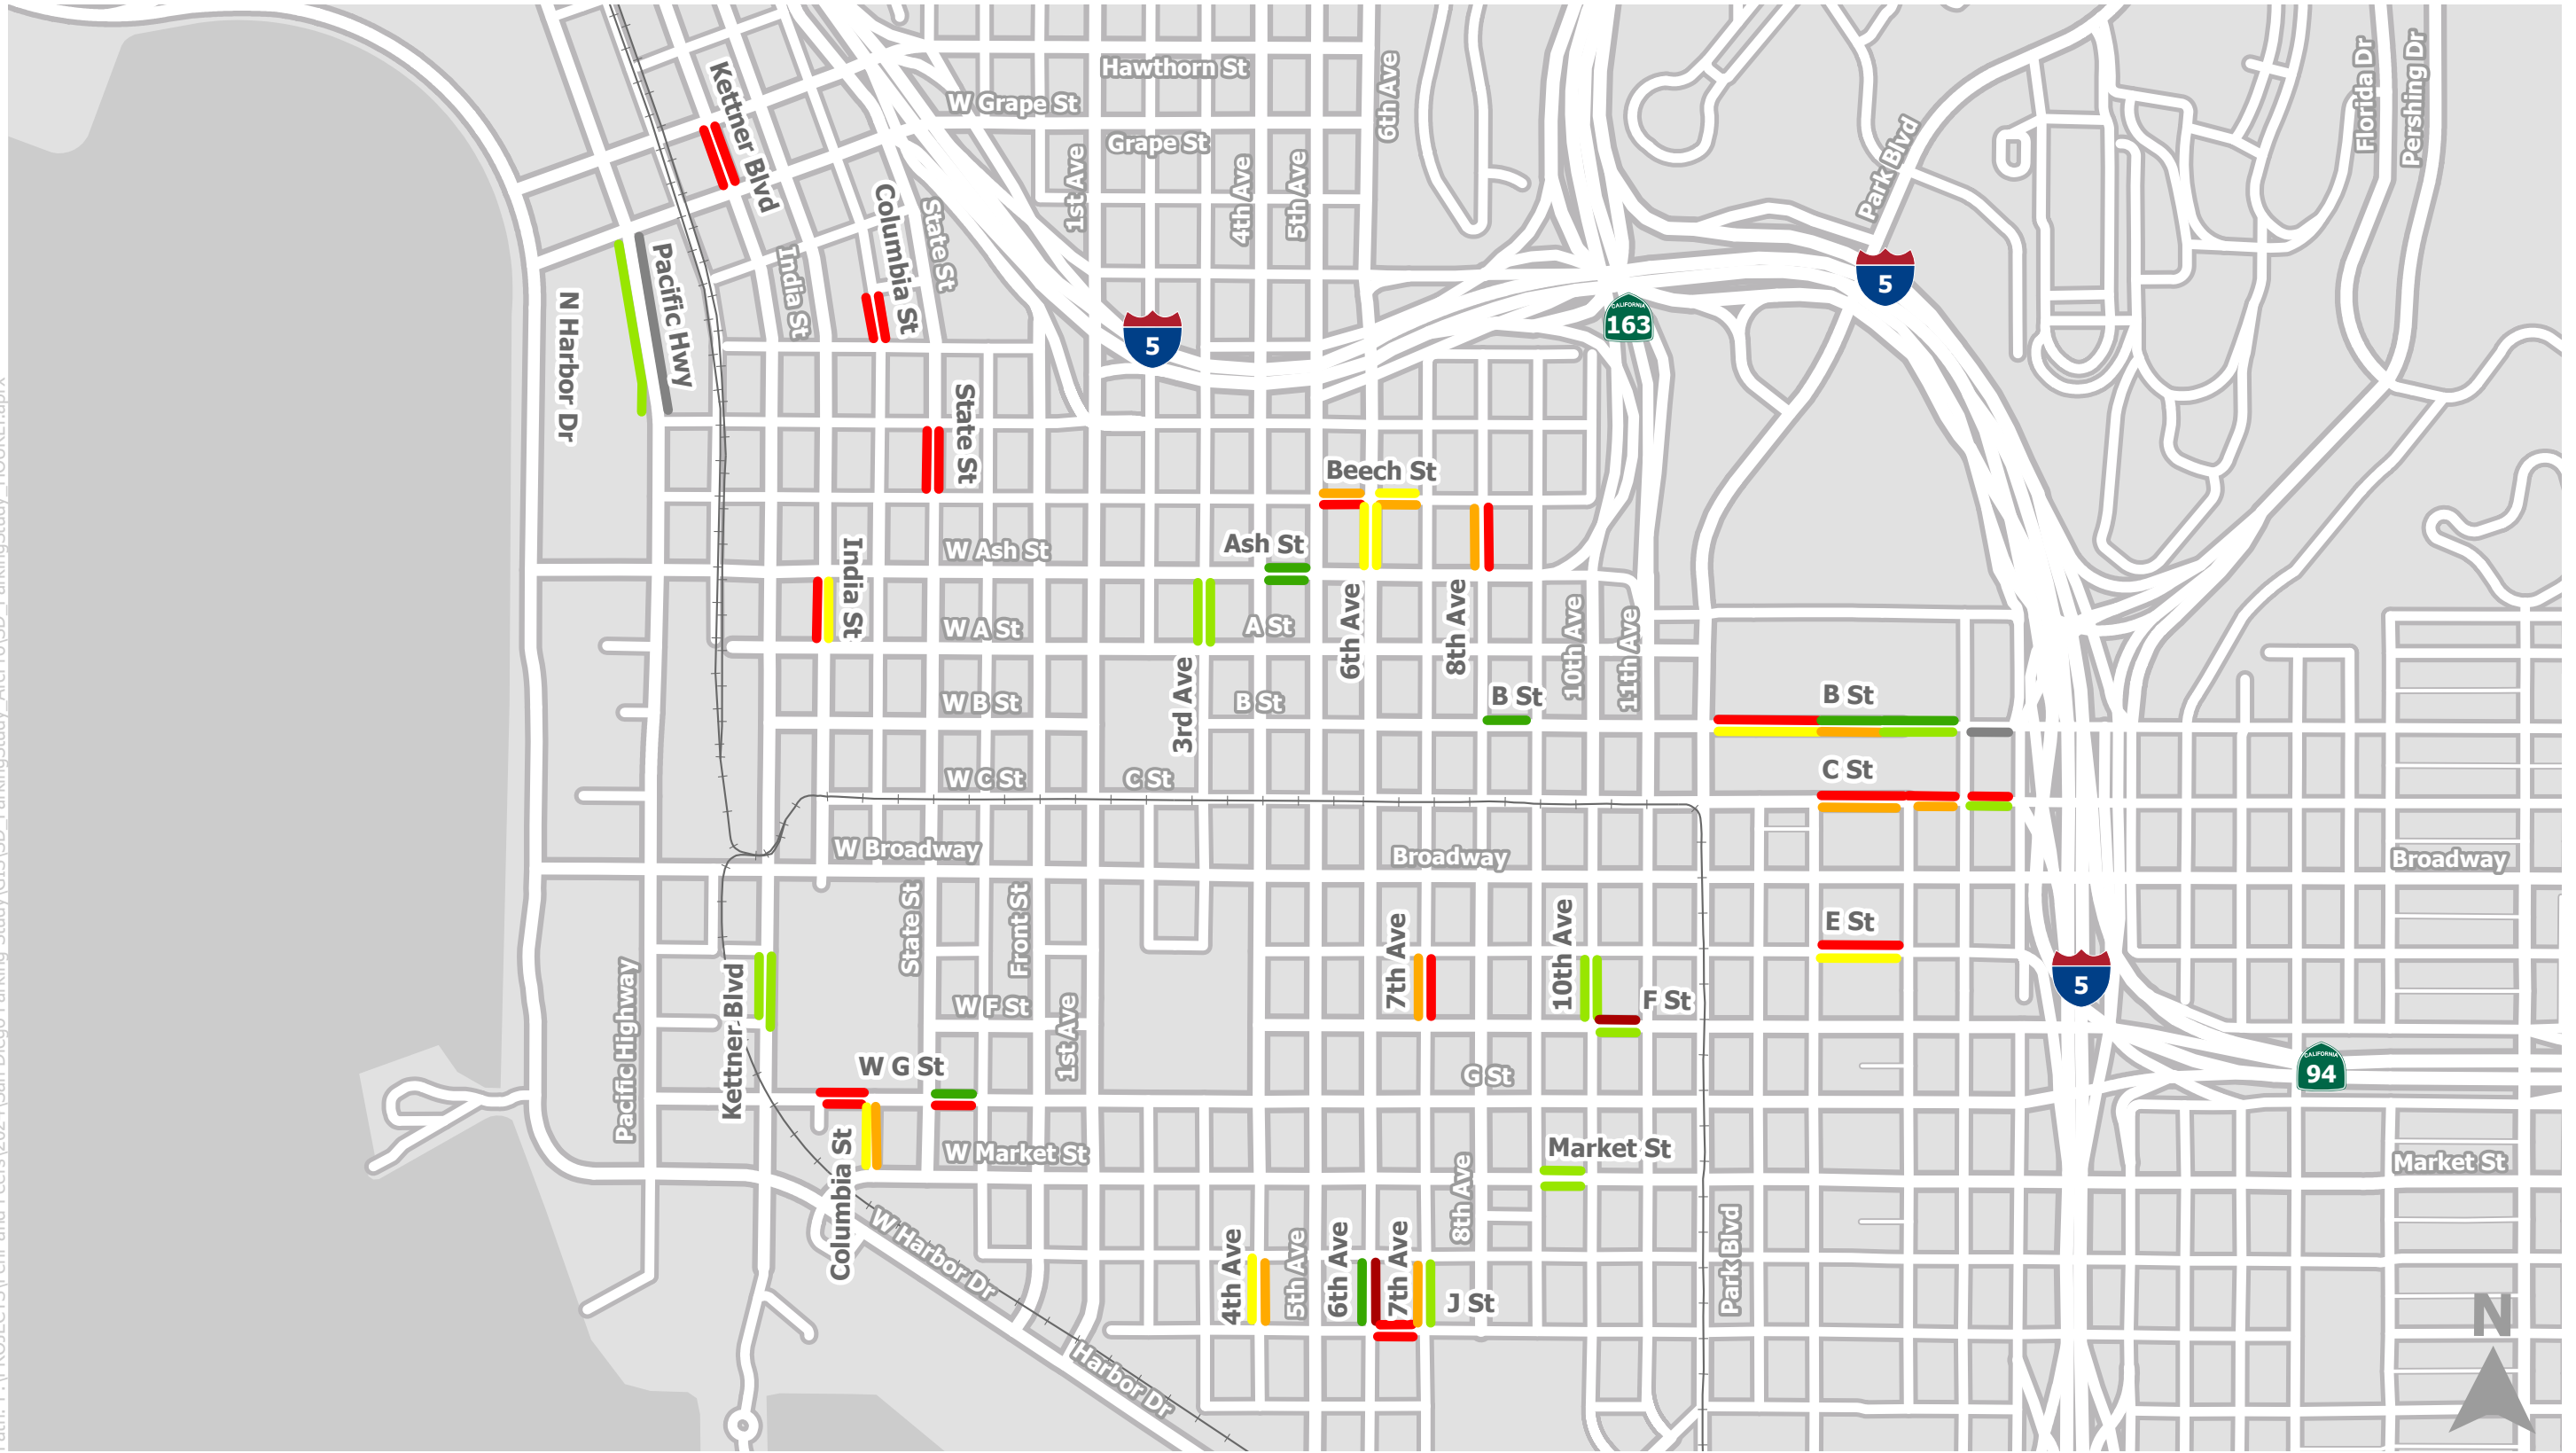 Hawthorn St
W Grape St
Grape St
6th Ave
Florida Dr
Pershing Dr
Kettner Blvd
Columbia St
State St
1st Ave
4th Ave
5th Ave
Park Blvd
Pacific Hwy
India St
N Harbor Dr
5
CALIFORNIA
163
5
State St
Beech St
Ash St
W Ash St
India St
W A St
A St
6th Ave
8th Ave
10th Ave
11th Ave
3rd Ave
W B St
B St
B St
B St
W C St
C St
C St
W Broadway
Broadway
Broadway
State St
Front St
7th Ave
10th Ave
E St
5
Pacific Highway
Kettner Blvd
W F St
1st Ave
F St
W G St
G St
CALIFORNIA
94
Columbia St
W Market St
Market St
Market St
8th Ave
W Harbor Dr
4th Ave
5th Ave
6th Ave
7th Ave
J St
Park Blvd
Harbor Dr
N